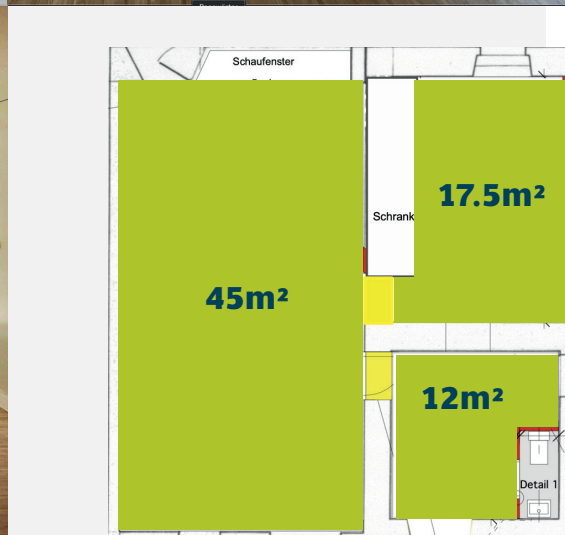 Schaufenster
17.5m²
Schrank
45m²
12m²
Detail 1